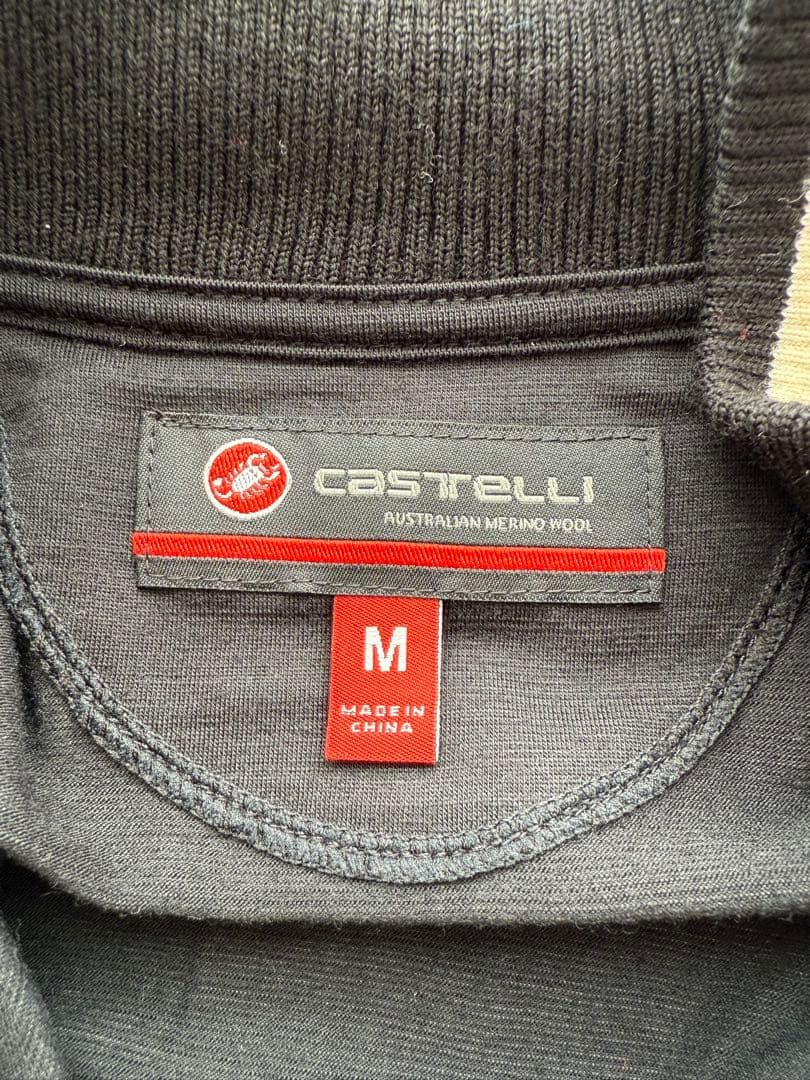 CASTELLI
AUSTRALIAN MERINO WOOL
M
MADE IN
CHINA